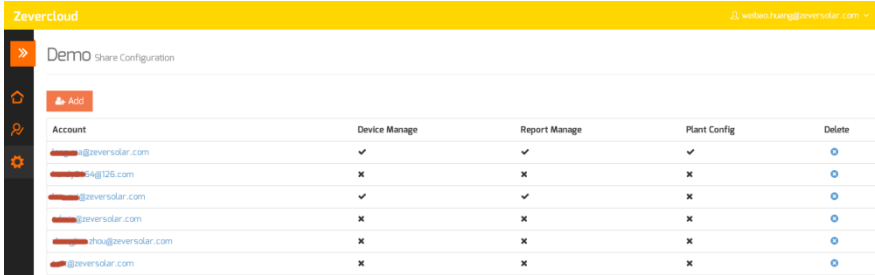 Zevercloud weibao.huang@zeversolar.com
Demo Share Configuration
Add
Account Device Manage Report Manage Plant Config Delete
a@zeversolar.com
64@126.com
@zeversolar.com
@zeversolar.com
zhou@zeversolar.com
@zeversolar.com